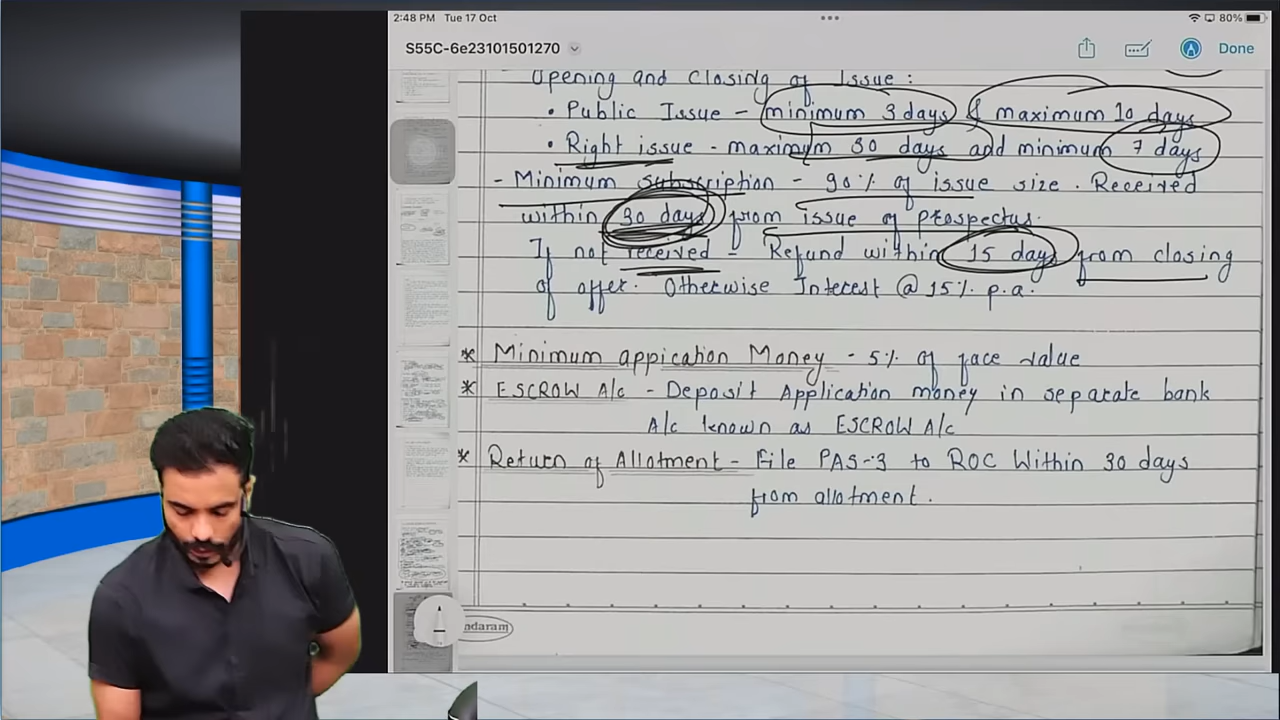 2:48 PM Tue 17 Oct
80%
S55C-6e23101501270
Done
Opening and Closing of Issue :
• Public Issue - minimum 3 days & maximum 10 days
• Right issue - maximum 30 days and minimum 7 days
- Minimum Subscription - 90% of issue size. Received
within 30 days from issue of prospectus.
If not received - Refund within 15 days from closing
of offer. Otherwise Interest @ 15% p.a.
* Minimum appication Money - 5% of face value
* ESCROW A/c - Deposit Application money in separate bank
A/c known as ESCROW A/c
* Return of Allotment - File PAS-3 to ROC Within 30 days
from allotment.
ndaram